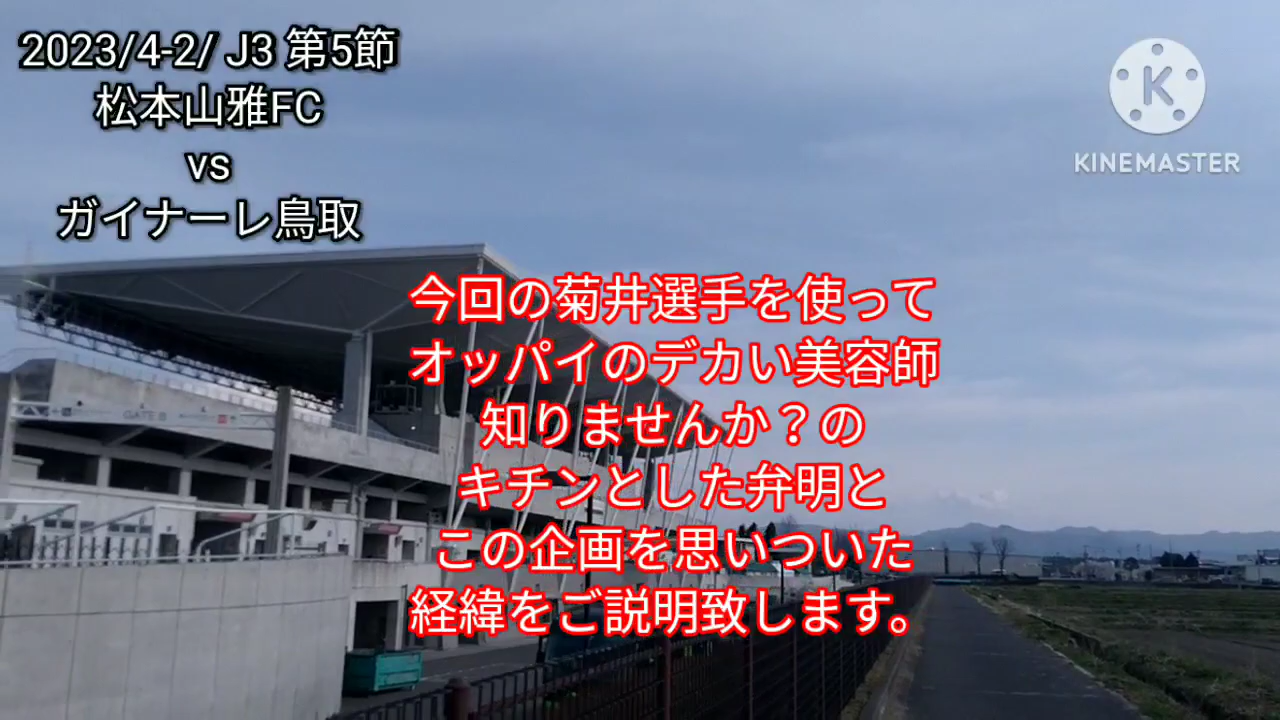 2023/4-2/ J3 第5節
松本山雅FC
vs
ガイナーレ鳥取
KINEMASTER
今回の菊井選手を使って
オッパイのデカい美容師
知りませんか？の
キチンとした弁明と
この企画を思いついた
経緯をご説明致します。
GATE 8